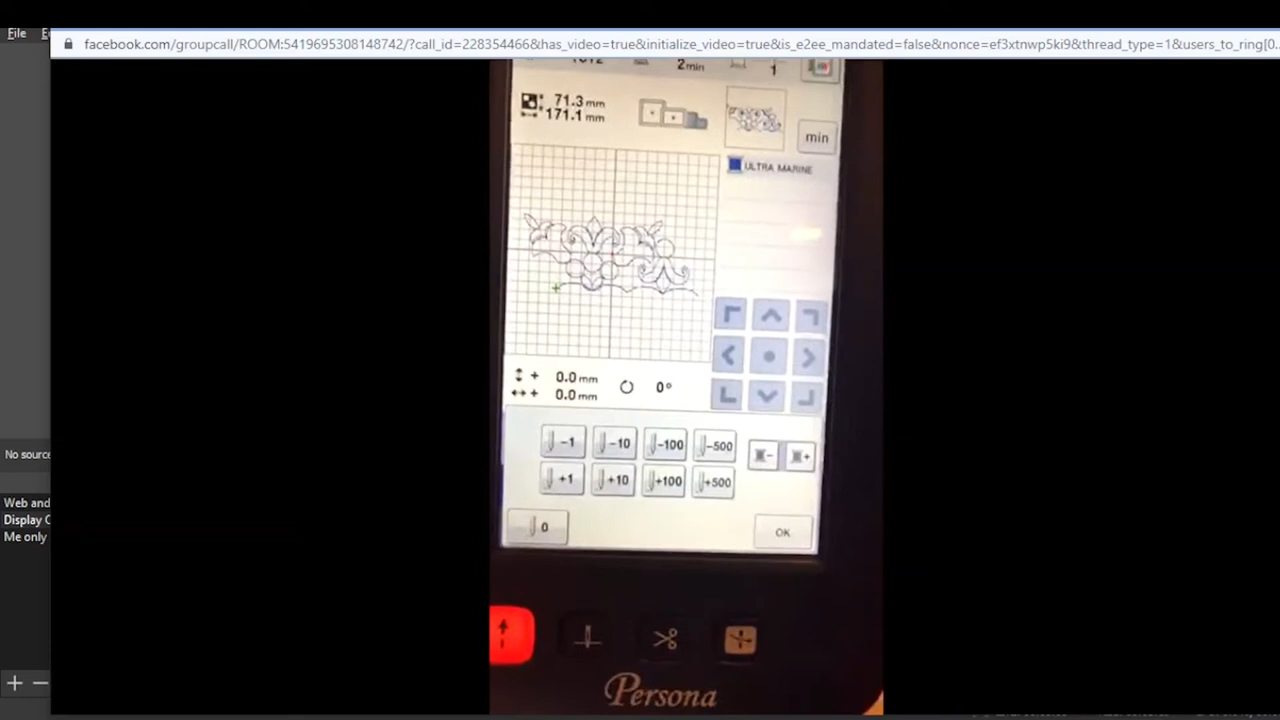 File
facebook.com/groupcall/ROOM:5419695308148742/?call_id=228354466&has_video=true&initialize_video=true&is_e2ee_mandated=false&nonce=ef3xtnwp5ki9&thread_type=1&users_to_ring[0...
2min
1
71.3 mm
171.1 mm
min
ULTRA MARINE
+ 0.0 mm
+ 0.0 mm
0°
-1
-10
-100
-500
+1
+10
+100
+500
0
OK
No source
Web and
Display C
Me only
Persona